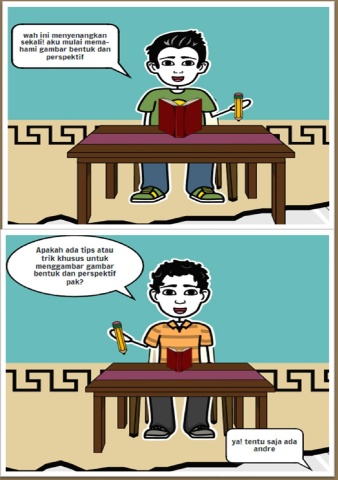 wah ini menyenangkan
sekali! aku mulai mema-
hami gambar bentuk dan
perspektif
Apakah ada tips atau
trik khusus untuk
menggambar gambar
bentuk dan perspektif
pak?
ya! tentu saja ada
andre